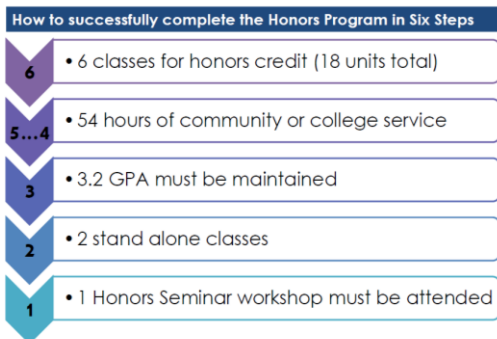 How to successfully complete the Honors Program in Six Steps
6
• 6 classes for honors credit (18 units total)
5...4
• 54 hours of community or college service
3
• 3.2 GPA must be maintained
2
• 2 stand alone classes
1
• 1 Honors Seminar workshop must be attended